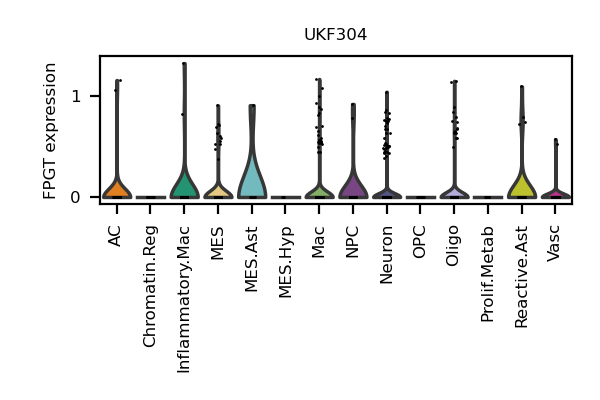 UKF304
FPGT expression
1
0
AC
Chromatin.Reg
Inflammatory.Mac
MES
MES.Ast
MES.Hyp
Mac
NPC
Neuron
OPC
Oligo
Prolif.Metab
Reactive.Ast
Vasc